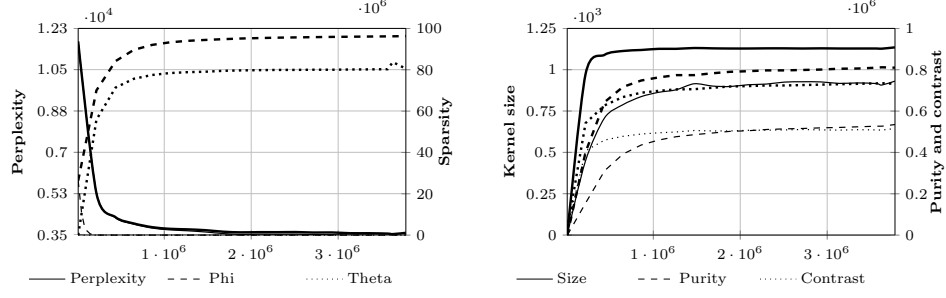 ·10^4
·10^6
1.23
1.05
0.88
0.7
0.53
0.35
Perplexity
100
80
60
40
20
0
Sparsity
1 · 10^6
2 · 10^6
3 · 10^6
Perplexity
Phi
Theta
·10^3
·10^6
1.25
1
0.75
0.5
0.25
0
Kernel size
1
0.8
0.6
0.4
0.2
0
Purity and contrast
1 · 10^6
2 · 10^6
3 · 10^6
Size
Purity
Contrast